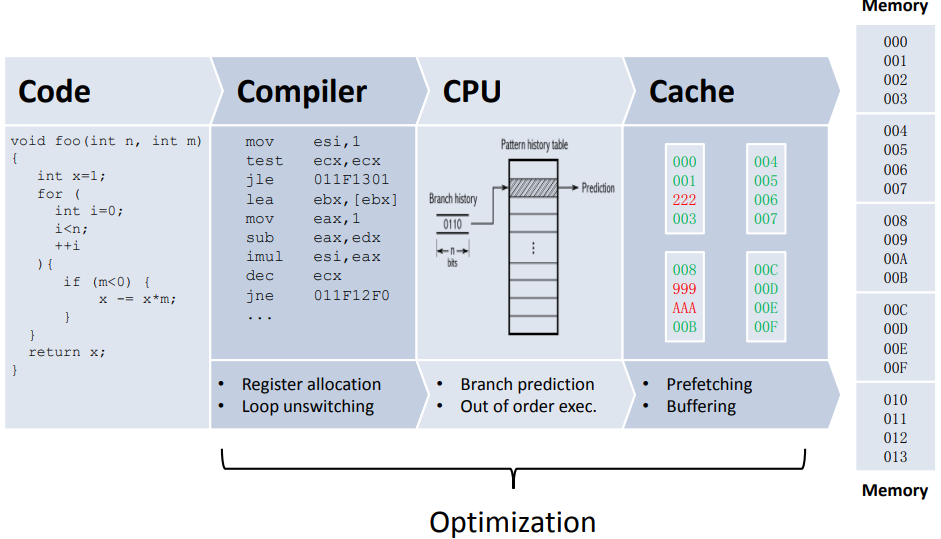 Memory
000
001
002
003
004
005
006
007
008
009
00A
00B
00C
00D
00E
00F
010
011
012
013
Memory
Code
void foo(int n, int m)
{
int x=1;
for (
int i=0;
i<n;
++i
){
if (m<0) {
x -= x*m;
}
}
return x;
}
Compiler
mov esi,1
test ecx,ecx
jle 011F1301
lea ebx,[ebx]
mov eax,1
sub eax,edx
imul esi,eax
dec ecx
jne 011F12F0
...
• Register allocation
• Loop unswitching
CPU
Pattern history table
Prediction
Branch history
0110
n
bits
• Branch prediction
• Out of order exec.
Cache
000
001
222
003
004
005
006
007
008
999
AAA
00B
00C
00D
00E
00F
• Prefetching
• Buffering
Optimization